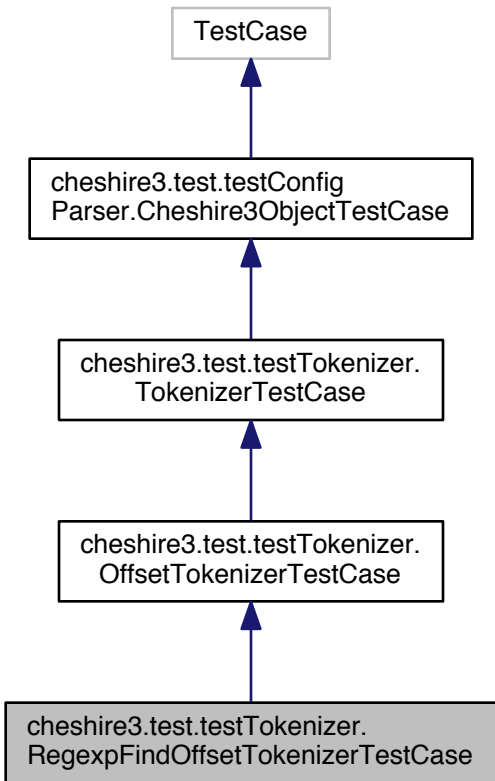 TestCase
cheshire3.test.testConfig
Parser.Cheshire3ObjectTestCase
cheshire3.test.testTokenizer.
TokenizerTestCase
cheshire3.test.testTokenizer.
OffsetTokenizerTestCase
cheshire3.test.testTokenizer.
RegexpFindOffsetTokenizerTestCase